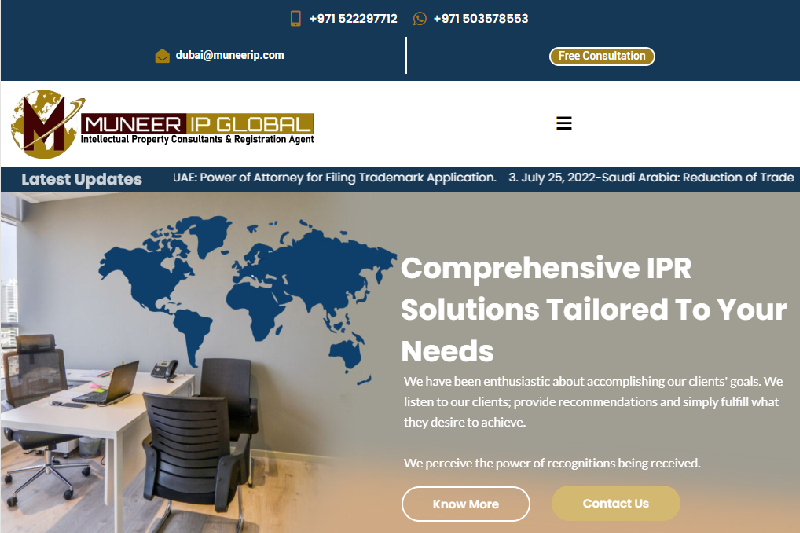 +971 522297712 +971 503578553
dubai@muneerip.com Free Consultation
M MUNEER IP GLOBAL
Intellectual Property Consultants & Registration Agent
Latest Updates UAE: Power of Attorney for Filing Trademark Application. 3. July 25, 2022-Saudi Arabia: Reduction of Trade
Comprehensive IPR
Solutions Tailored To Your
Needs
We have been enthusiastic about accomplishing our clients' goals. We
listen to our clients; provide recommendations and simply fulfill what
they desire to achieve.
We perceive the power of recognitions being received.
Know More Contact Us